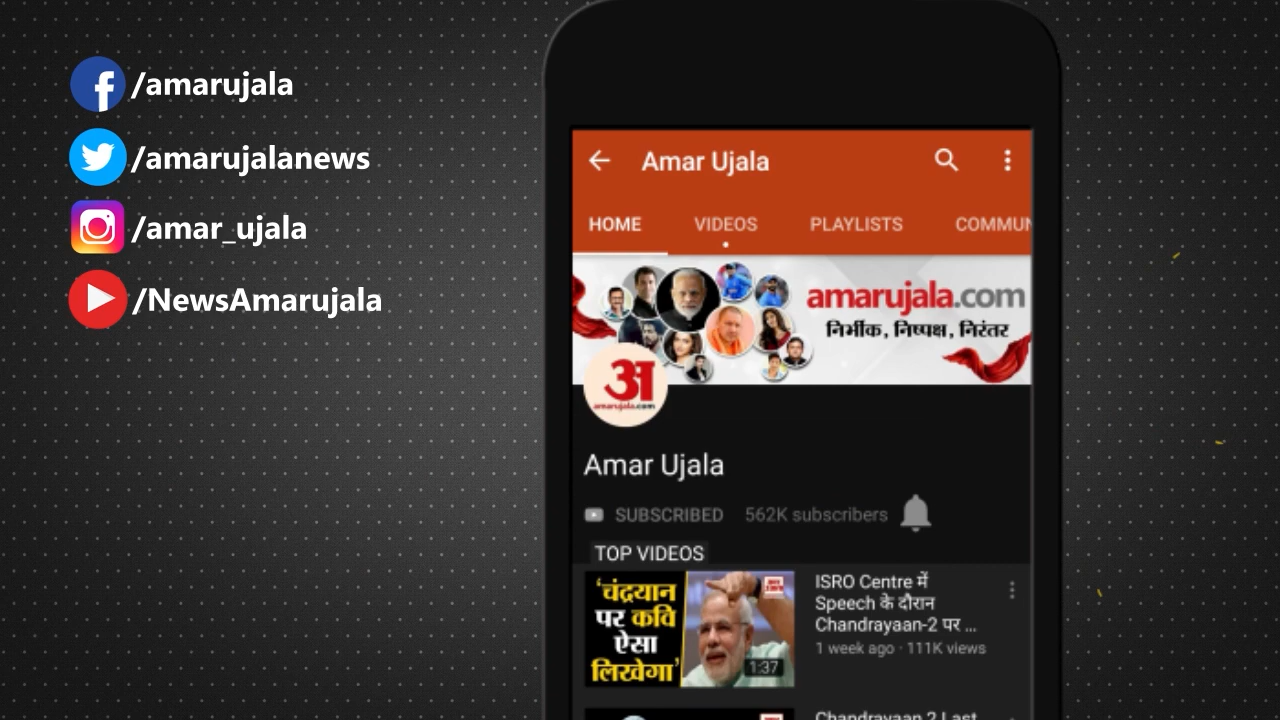 /amarujala
/amarujalanews
/amar_ujala
/NewsAmarujala
Amar Ujala
HOME VIDEOS PLAYLISTS COMMUN
amarujala.com
निर्भीक, निष्पक्ष, निरंतर
अ
amarujala.com
Amar Ujala
SUBSCRIBED 562K subscribers
TOP VIDEOS
‘चंद्रयान
पर कवि
ऐसा
लिखेगा’
1:37
ISRO Centre में
Speech के दौरान
Chandrayaan-2 पर ...
1 week ago · 111K views
Chandrayaan 2 Last